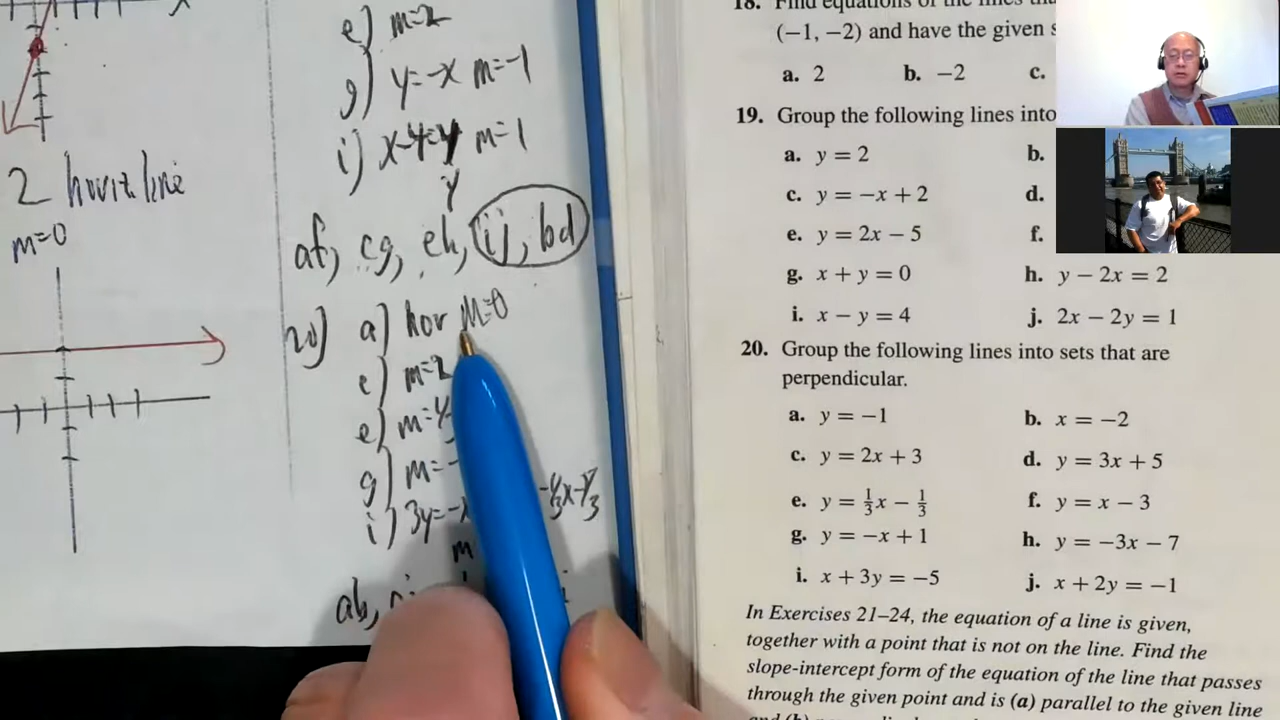 e) m=2
g) y=-x m=-1
i) m=1
2 horiz line
m=0
af, cg, eh, ij, bd
20) a) hor m=0
c) m=2
e) m=
g) m=-
i) 3y=-x
m
ab,
18. Find equations of the lines
(−1, −2) and have the given
a. 2 b. −2 c.
19. Group the following lines into
a. y = 2 b.
c. y = −x + 2 d.
e. y = 2x − 5 f.
g. x + y = 0 h. y − 2x = 2
i. x − y = 4 j. 2x − 2y = 1
20. Group the following lines into sets that are
perpendicular.
a. y = −1 b. x = −2
c. y = 2x + 3 d. y = 3x + 5
e. y = 1/3x − 1/3 f. y = x − 3
g. y = −x + 1 h. y = −3x − 7
i. x + 3y = −5 j. x + 2y = −1
In Exercises 21–24, the equation of a line is given,
together with a point that is not on the line. Find the
slope-intercept form of the equation of the line that passes
through the given point and is (a) parallel to the given line